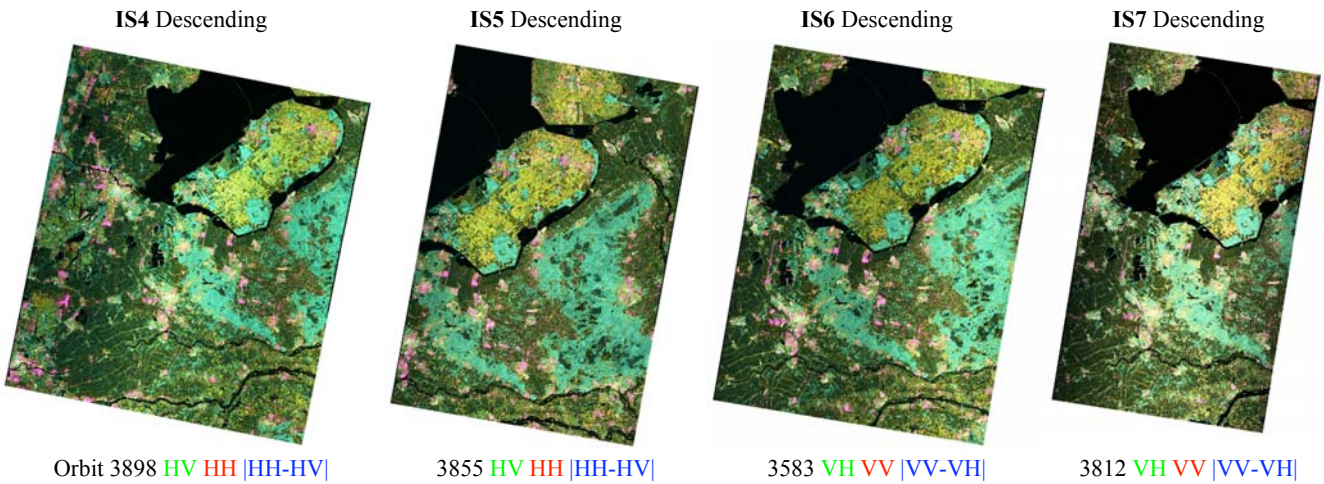 IS4 Descending
IS5 Descending
IS6 Descending
IS7 Descending
Orbit 3898 HV HH |HH-HV|
3855 HV HH |HH-HV|
3583 VH VV |VV-VH|
3812 VH VV |VV-VH|